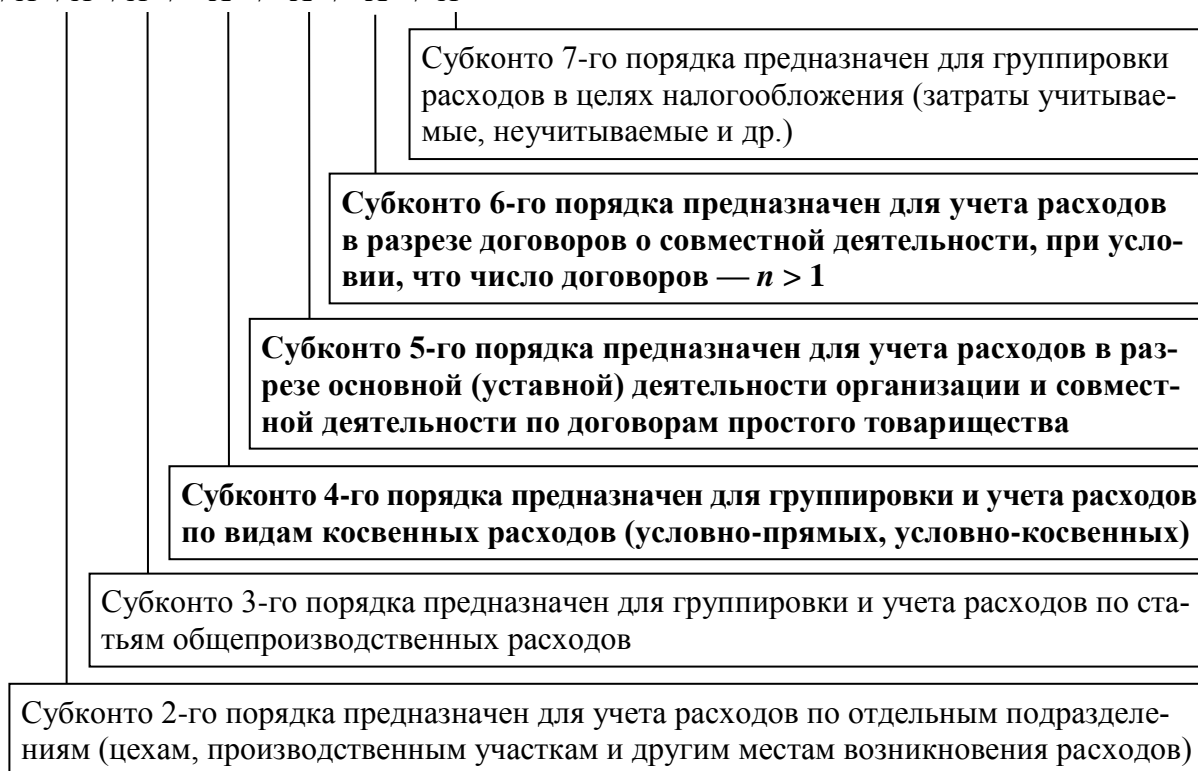 Субконто 7-го порядка предназначен для группировки
расходов в целях налогообложения (затраты учитывае-
мые, неучитываемые и др.)
Субконто 6-го порядка предназначен для учета расходов
в разрезе договоров о совместной деятельности, при усло-
вии, что число договоров — n > 1
Субконто 5-го порядка предназначен для учета расходов в раз-
резе основной (уставной) деятельности организации и совмест-
ной деятельности по договорам простого товарищества
Субконто 4-го порядка предназначен для группировки и учета расходов
по видам косвенных расходов (условно-прямых, условно-косвенных)
Субконто 3-го порядка предназначен для группировки и учета расходов по ста-
тьям общепроизводственных расходов
Субконто 2-го порядка предназначен для учета расходов по отдельным подразделе-
ниям (цехам, производственным участкам и другим местам возникновения расходов)